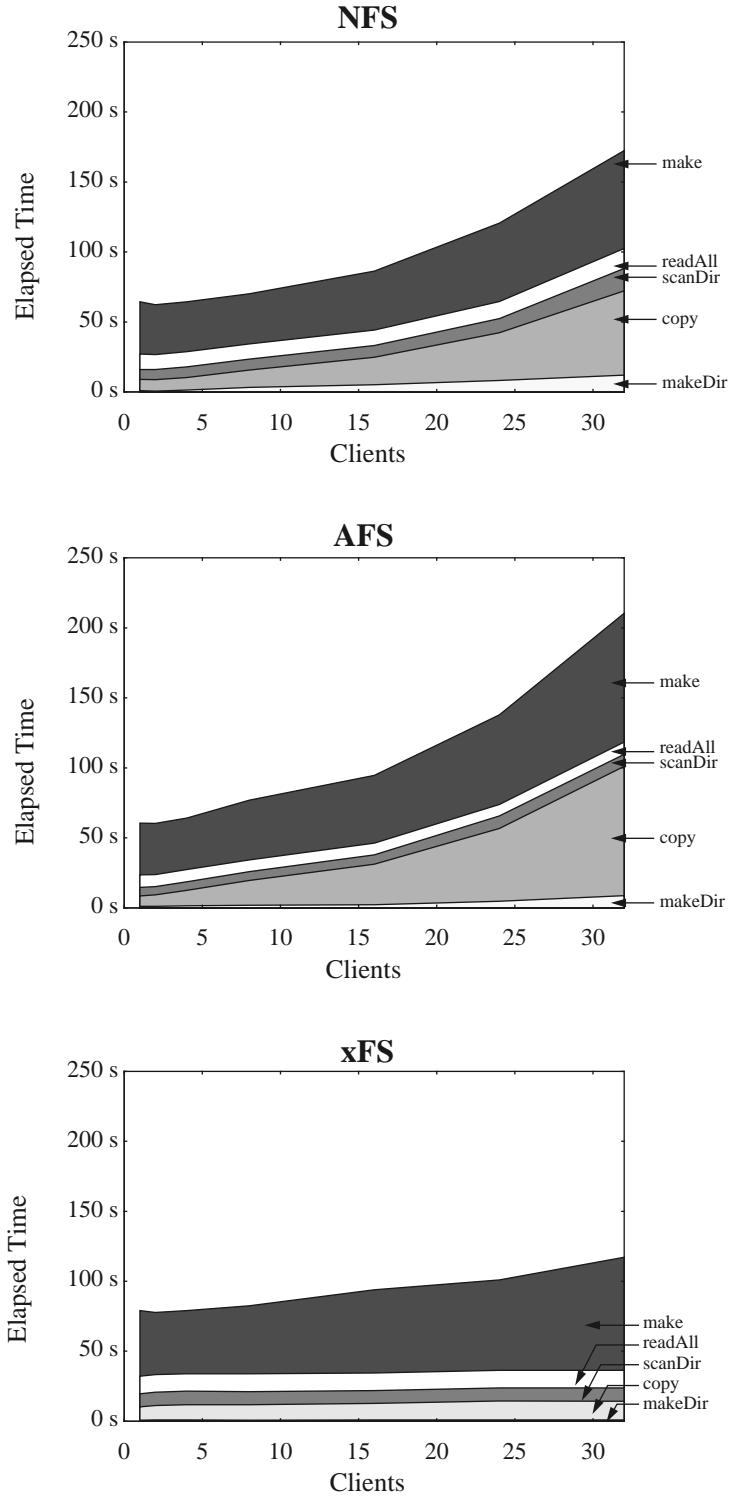 NFS
250 s
200 s
150 s
100 s
50 s
0 s
Elapsed Time
make
readAll
scanDir
copy
makeDir
0 5 10 15 20 25 30
Clients
AFS
250 s
200 s
150 s
100 s
50 s
0 s
Elapsed Time
make
readAll
scanDir
copy
makeDir
0 5 10 15 20 25 30
Clients
xFS
250 s
200 s
150 s
100 s
50 s
0 s
Elapsed Time
make
readAll
scanDir
copy
makeDir
0 5 10 15 20 25 30
Clients